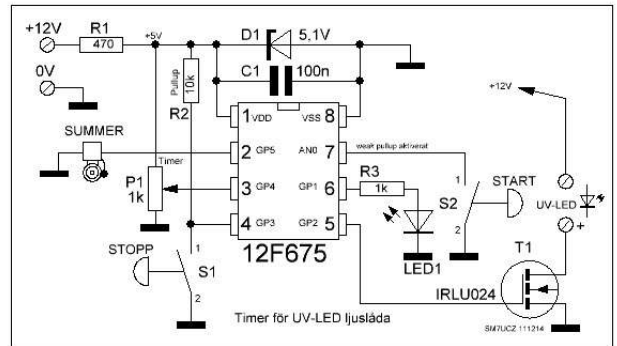 +12V
R1
470
+5V
D1
5,1V
C1
100n
0V
Pullup
10k
R2
+12V
SUMMER
1 VDD
VSS 8
2 GP5
AN0 7
weak pullup aktiverat
Timer
P1
1k
3 GP4
GP1 6
R3
1k
1
START
S2
UV-LED
4 GP3
GP2 5
2
+
STOPP
1
S1
2
12F675
LED1
T1
IRLU024
Timer för UV-LED ljuslåda
SM7UCZ 111214